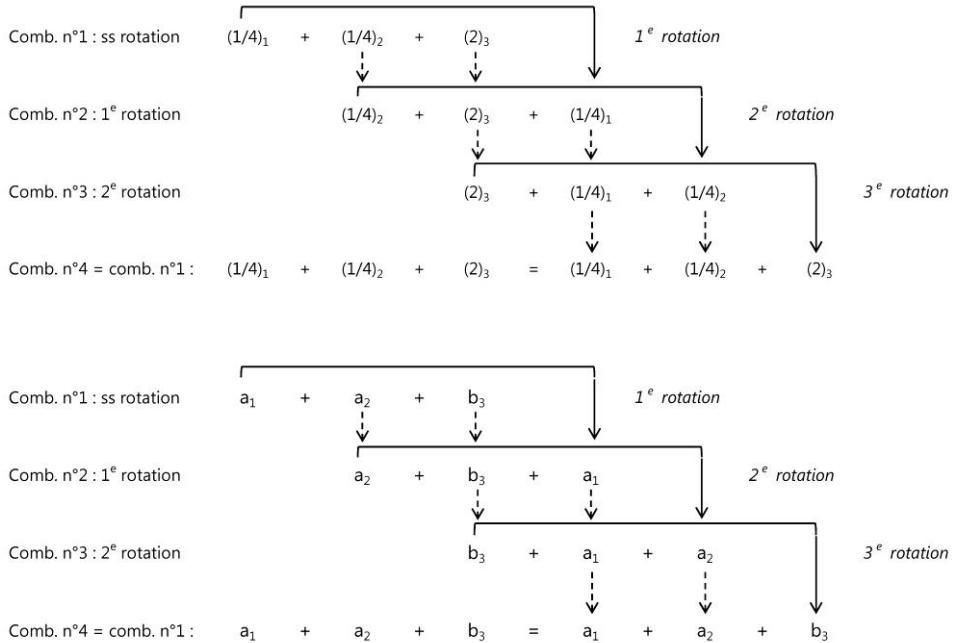 Comb. n°1 : ss rotation (1/4)₁ + (1/4)₂ + (2)₃ 1ᵉ rotation
Comb. n°2 : 1ᵉ rotation (1/4)₂ + (2)₃ + (1/4)₁ 2ᵉ rotation
Comb. n°3 : 2ᵉ rotation (2)₃ + (1/4)₁ + (1/4)₂ 3ᵉ rotation
Comb. n°4 = comb. n°1 : (1/4)₁ + (1/4)₂ + (2)₃ = (1/4)₁ + (1/4)₂ + (2)₃
Comb. n°1 : ss rotation a₁ + a₂ + b₃ 1ᵉ rotation
Comb. n°2 : 1ᵉ rotation a₂ + b₃ + a₁ 2ᵉ rotation
Comb. n°3 : 2ᵉ rotation b₃ + a₁ + a₂ 3ᵉ rotation
Comb. n°4 = comb. n°1 : a₁ + a₂ + b₃ = a₁ + a₂ + b₃